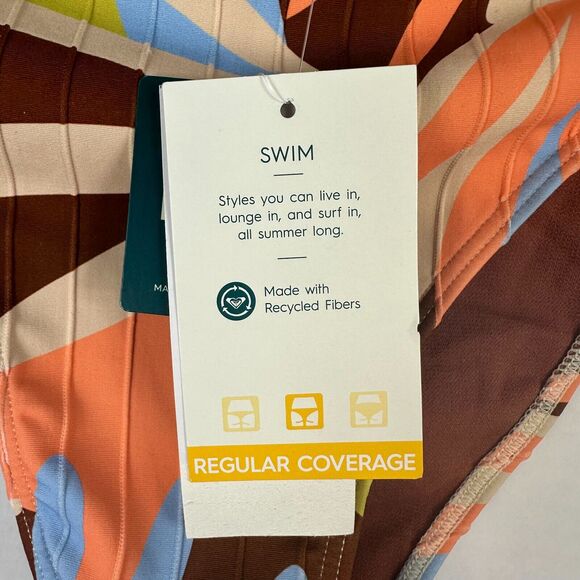 SWIM
Styles you can live in,
lounge in, and surf in,
all summer long.
Made with
Recycled Fibers
REGULAR COVERAGE
MA